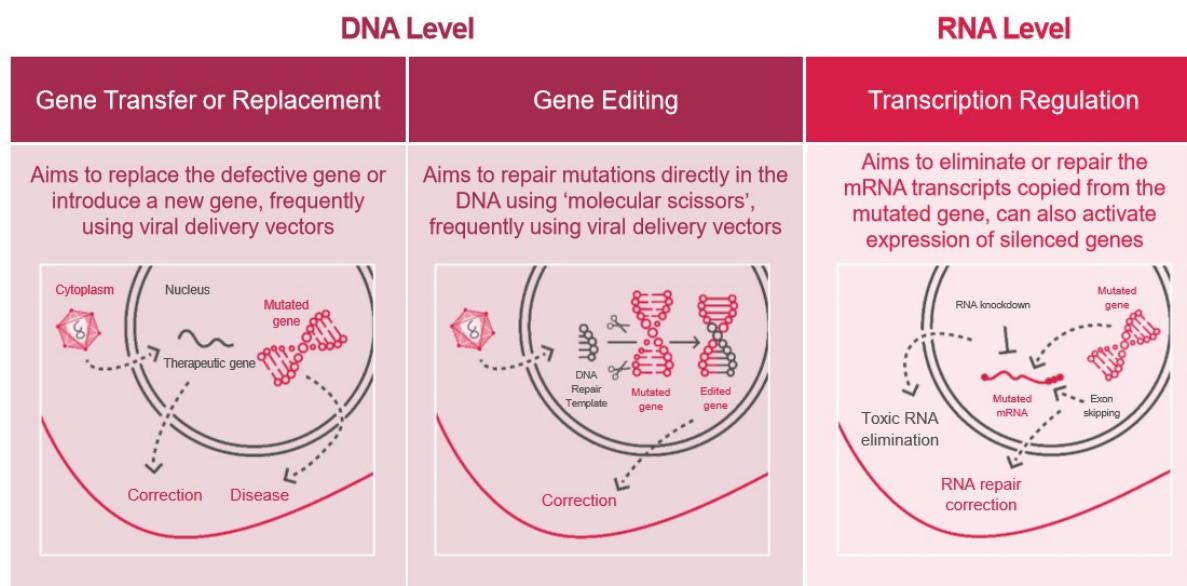 DNA Level
RNA Level
Gene Transfer or Replacement
Gene Editing
Transcription Regulation
Aims to replace the defective gene or
introduce a new gene, frequently
using viral delivery vectors
Aims to repair mutations directly in the
DNA using ‘molecular scissors’,
frequently using viral delivery vectors
Aims to eliminate or repair the
mRNA transcripts copied from the
mutated gene, can also activate
expression of silenced genes
Cytoplasm
Nucleus
Mutated
gene
Therapeutic gene
Correction
Disease
DNA
Repair
Template
Mutated
gene
Edited
gene
Correction
RNA knockdown
Mutated
gene
Mutated
mRNA
Exon
skipping
Toxic RNA
elimination
RNA repair
correction